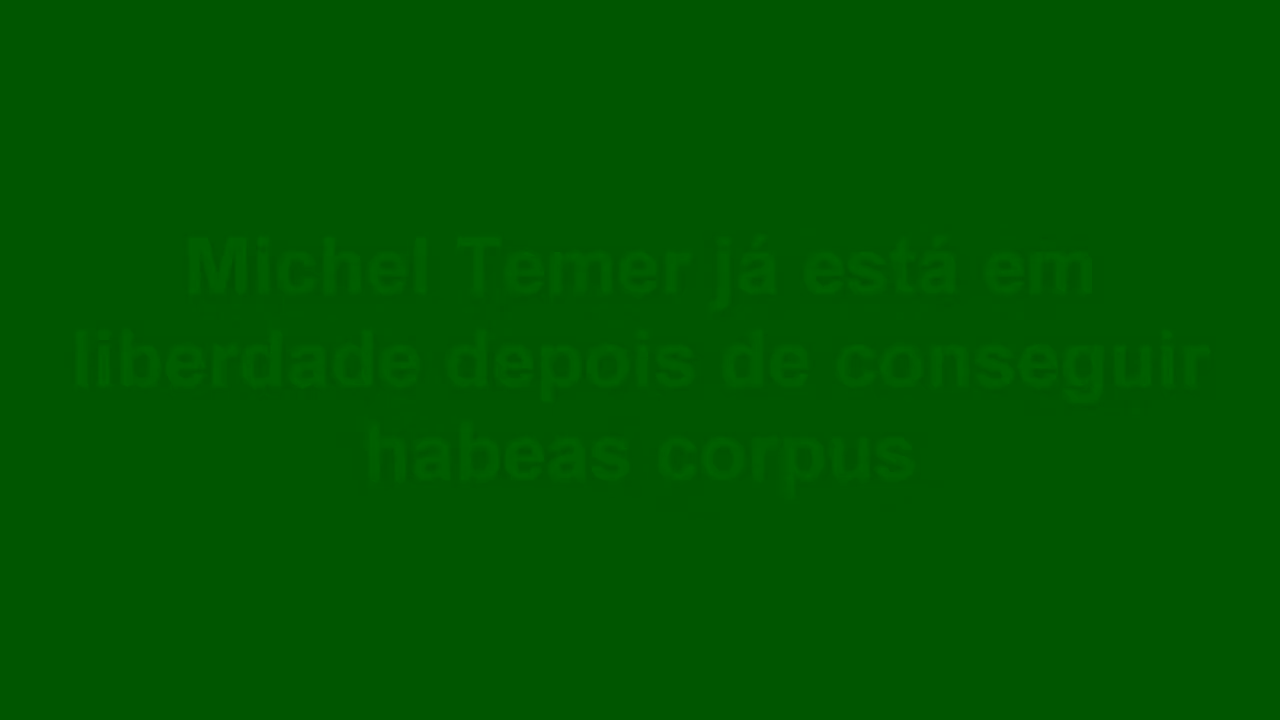 Michel Temer já está em
liberdade depois de conseguir
habeas corpus